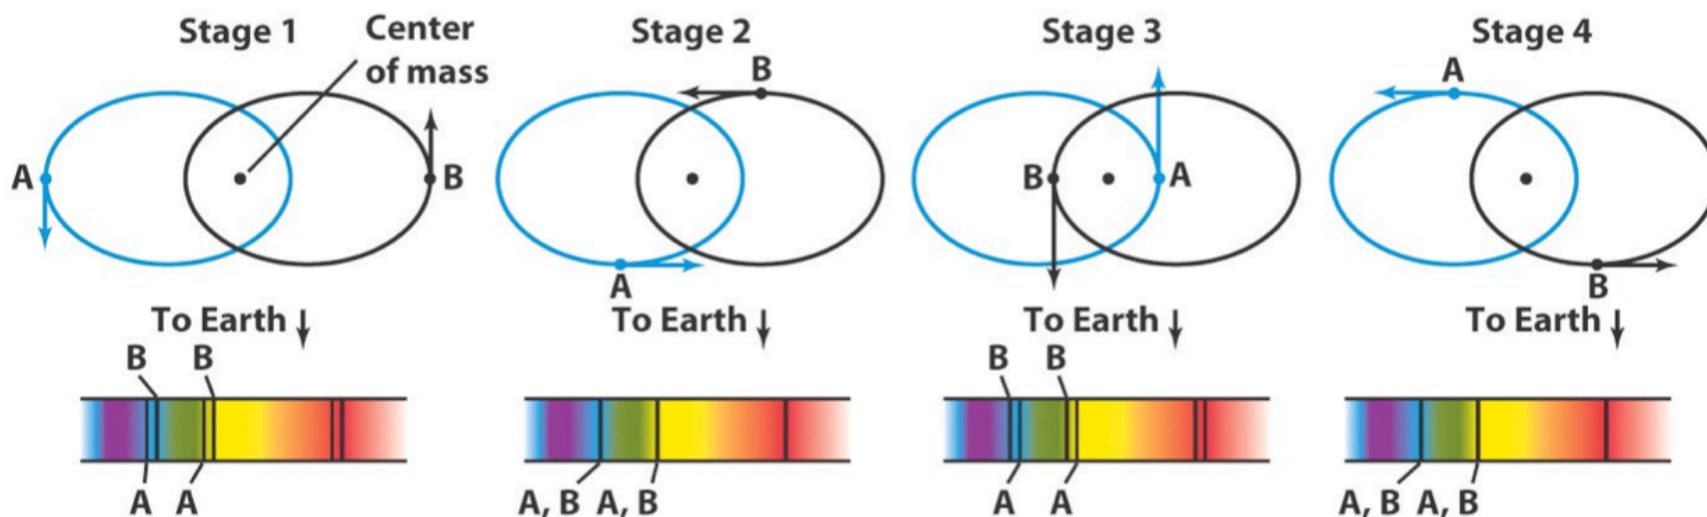 Stage 1
Center
of mass
A
B
To Earth
B B
A A
Stage 2
B
A
To Earth
A, B A, B
Stage 3
B
A
To Earth
B B
A A
Stage 4
A
B
To Earth
A, B A, B